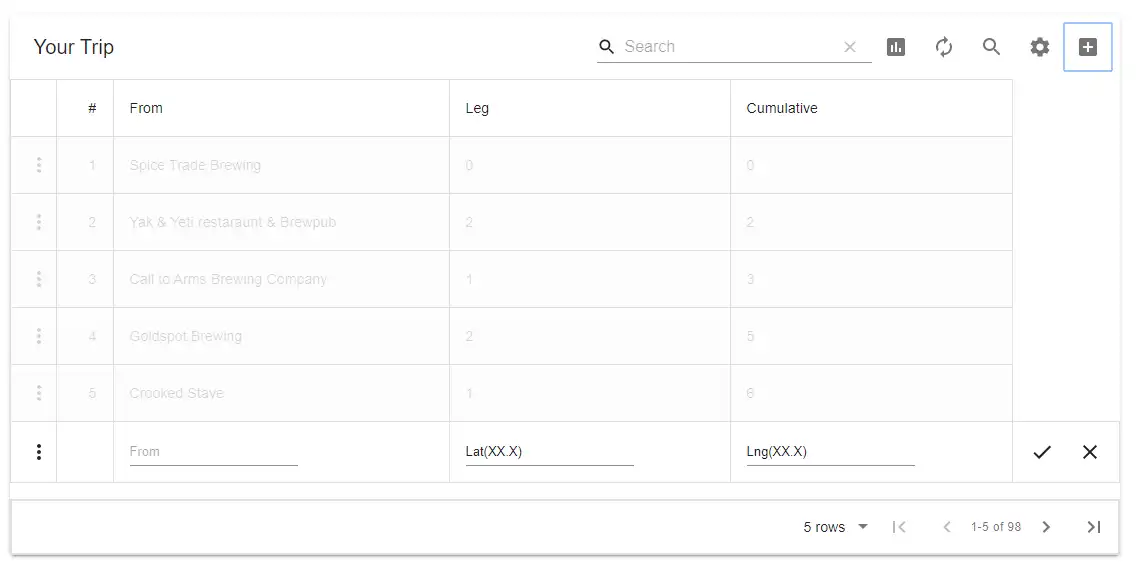 Your Trip Search
# From Leg Cumulative
1 Spice Trade Brewing 0 0
2 Yak & Yeti restaraunt & Brewpub 2 2
3 Call to Arms Brewing Company 1 3
4 Goldspot Brewing 2 5
5 Crooked Stave 1 6
From Lat(XX.X) Lng(XX.X)
5 rows 1-5 of 98